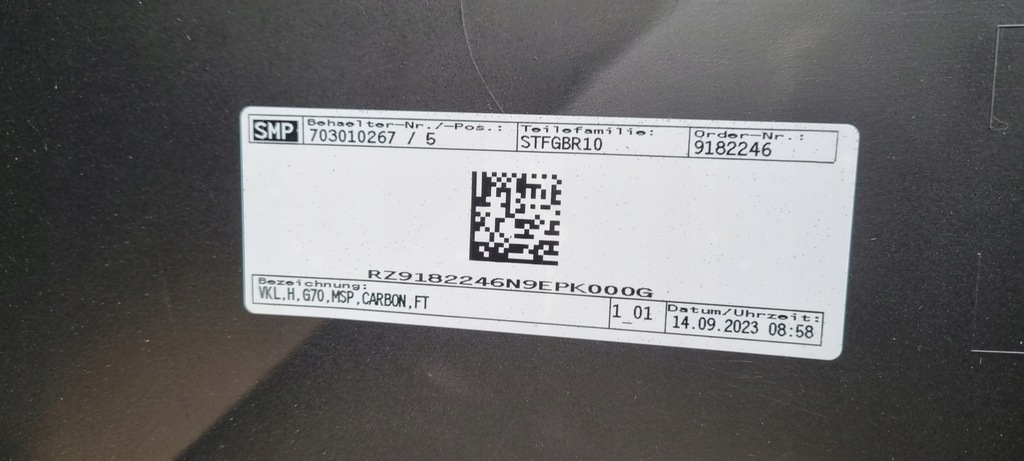 SMP
Behaelter-Nr./-Pos.:
703010267 / 5
Teilefamilie:
STFGBR10
Order-Nr.:
9182246
RZ9182246N9EPK000G
Bezeichnung:
VKL,H,G70,MSP,CARBON,FT
1_01
Datum/Uhrzeit:
14.09.2023 08:58